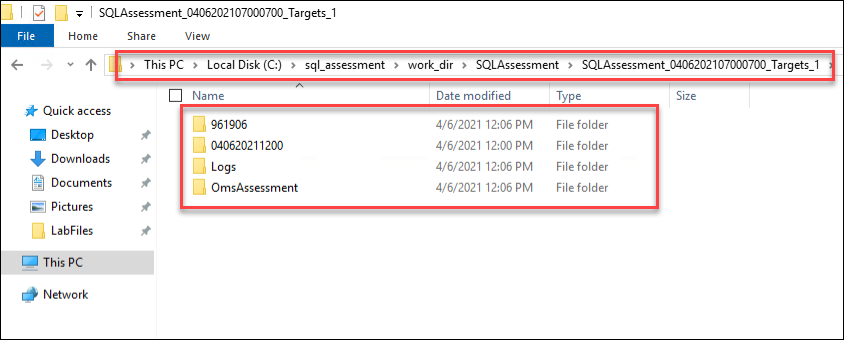 SQLAssessment_0406202107000700_Targets_1
File Home Share View
This PC > Local Disk (C:) > sql_assessment > work_dir > SQLAssessment > SQLAssessment_0406202107000700_Targets_1 >
Name Date modified Type Size
Quick access
Desktop
Downloads
Documents
Pictures
LabFiles
This PC
Network
961906 4/6/2021 12:06 PM File folder
040620211200 4/6/2021 12:00 PM File folder
Logs 4/6/2021 12:06 PM File folder
OmsAssessment 4/6/2021 12:06 PM File folder